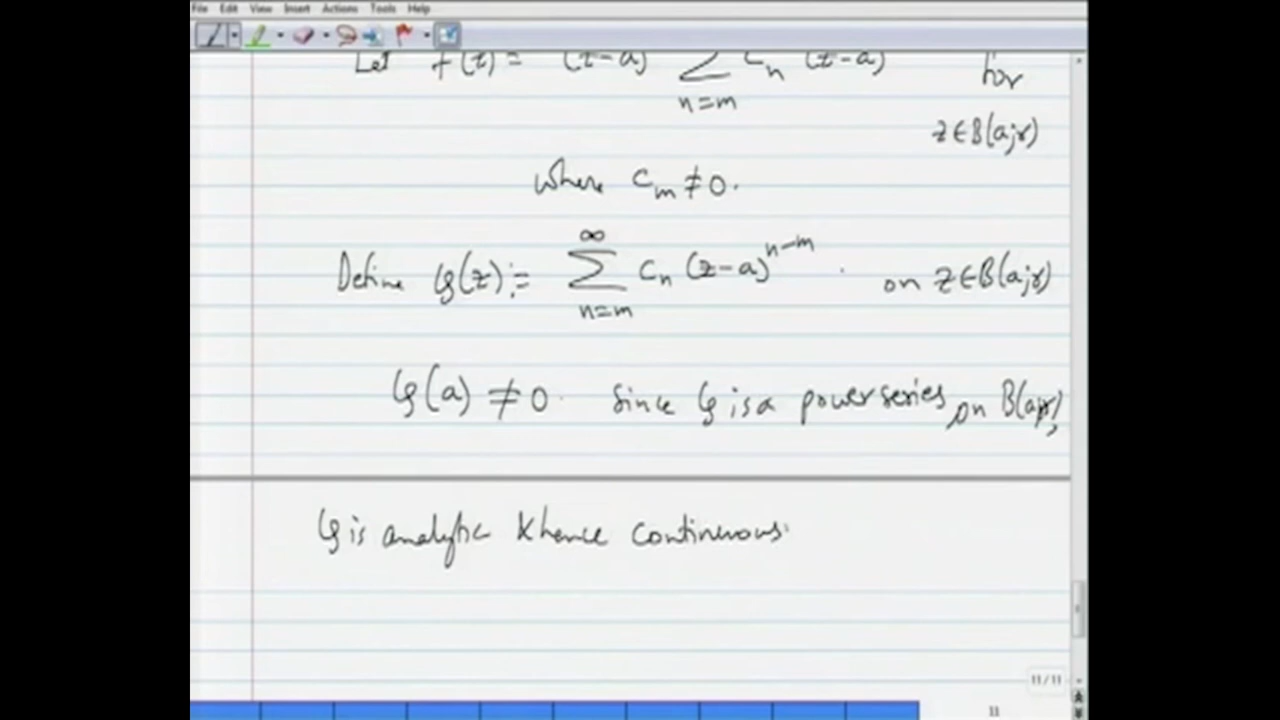 File Edit View Insert Actions Tools Help
Let f(z) = (z-a) ∑ n=m Cn (z-a) for
z∈B(a;r)
where Cm ≠ 0.
Define g(z) := ∑ n=m ∞ Cn (z-a)^{n-m} on z∈B(a;r)
g(a) ≠ 0. Since g is a power series on B(a;r),
g is analytic & hence continuous.
11 / 11
11